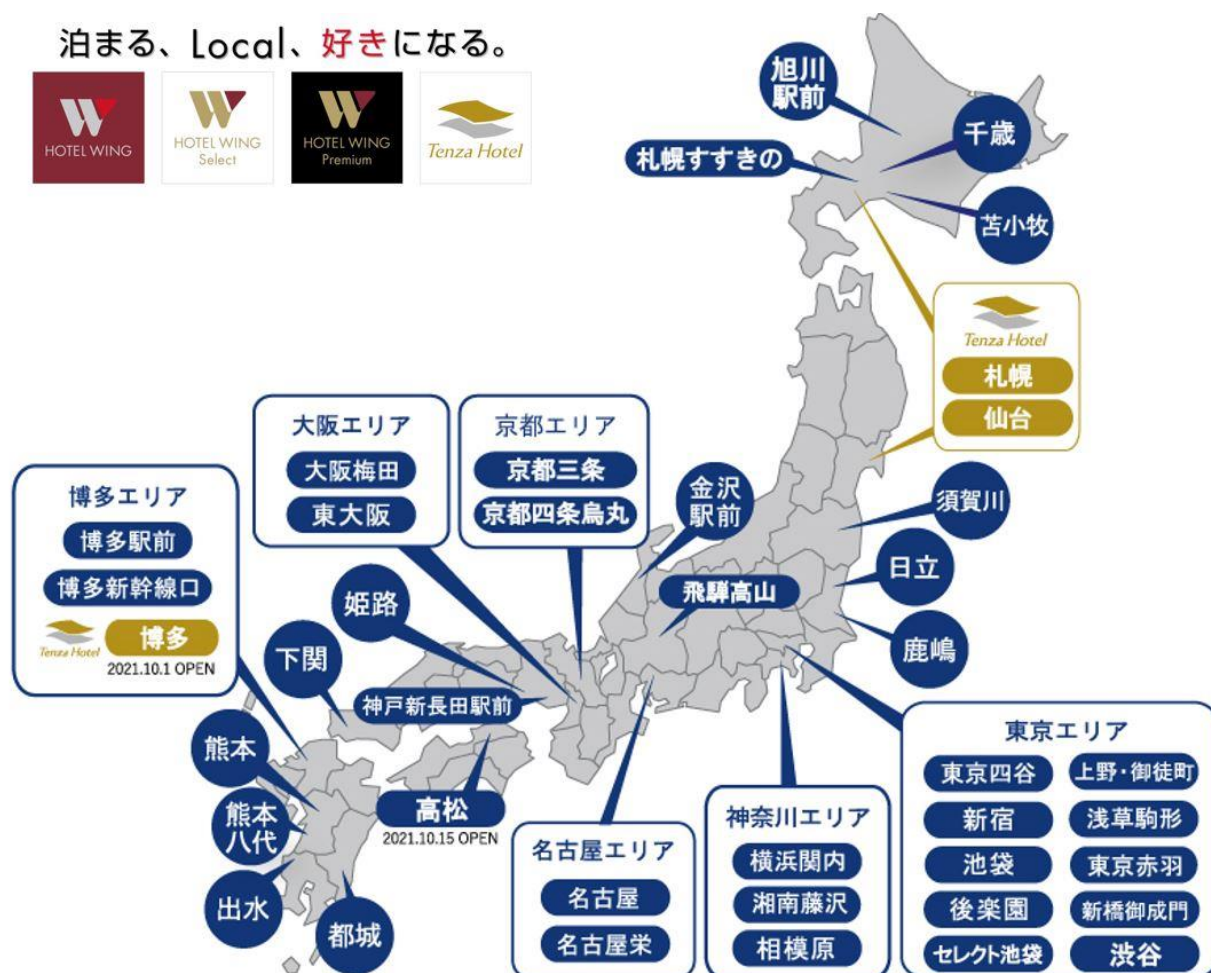 泊まる、Local、好きになる。
HOTEL WING
HOTEL WING
Select
HOTEL WING
Premium
Tenza Hotel
旭川
駅前
千歳
札幌すすきの
苫小牧
Tenza Hotel
札幌
仙台
大阪エリア
大阪梅田
東大阪
京都エリア
京都三条
京都四条烏丸
金沢
駅前
須賀川
博多エリア
博多駅前
博多新幹線口
Tenza Hotel
博多
2021.10.1 OPEN
日立
飛騨高山
姫路
鹿嶋
下関
神戸新長田駅前
熊本
熊本
八代
高松
2021.10.15 OPEN
出水
都城
名古屋エリア
名古屋
名古屋栄
神奈川エリア
横浜関内
湘南藤沢
相模原
東京エリア
東京四谷
上野・御徒町
新宿
浅草駒形
池袋
東京赤羽
後楽園
新橋御成門
セレクト池袋
渋谷